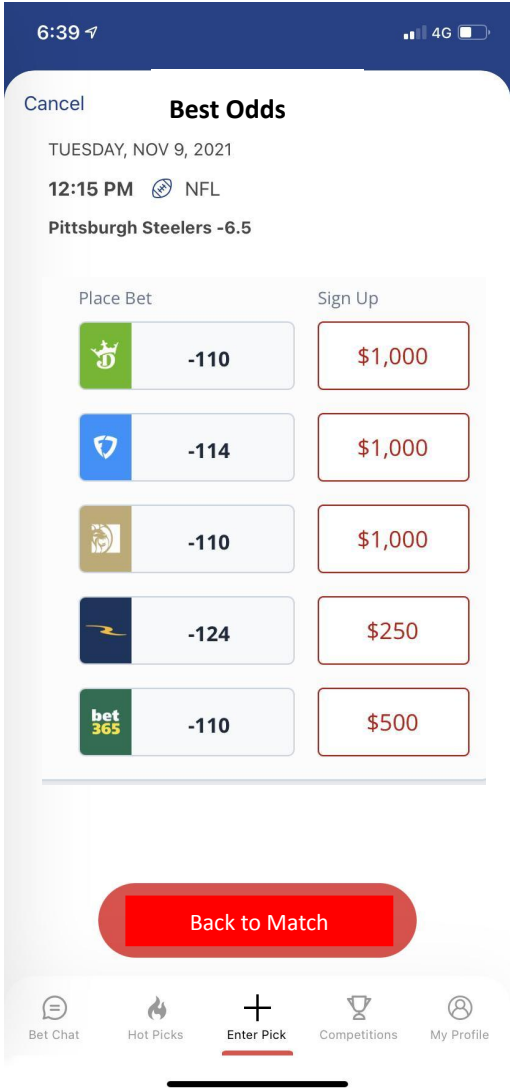 6:39
4G
Cancel
Best Odds
TUESDAY, NOV 9, 2021
12:15 PM NFL
Pittsburgh Steelers -6.5
Place Bet Sign Up
-110 $1,000
-114 $1,000
-110 $1,000
-124 $250
bet
365
-110 $500
Back to Match
Bet Chat Hot Picks Enter Pick Competitions My Profile